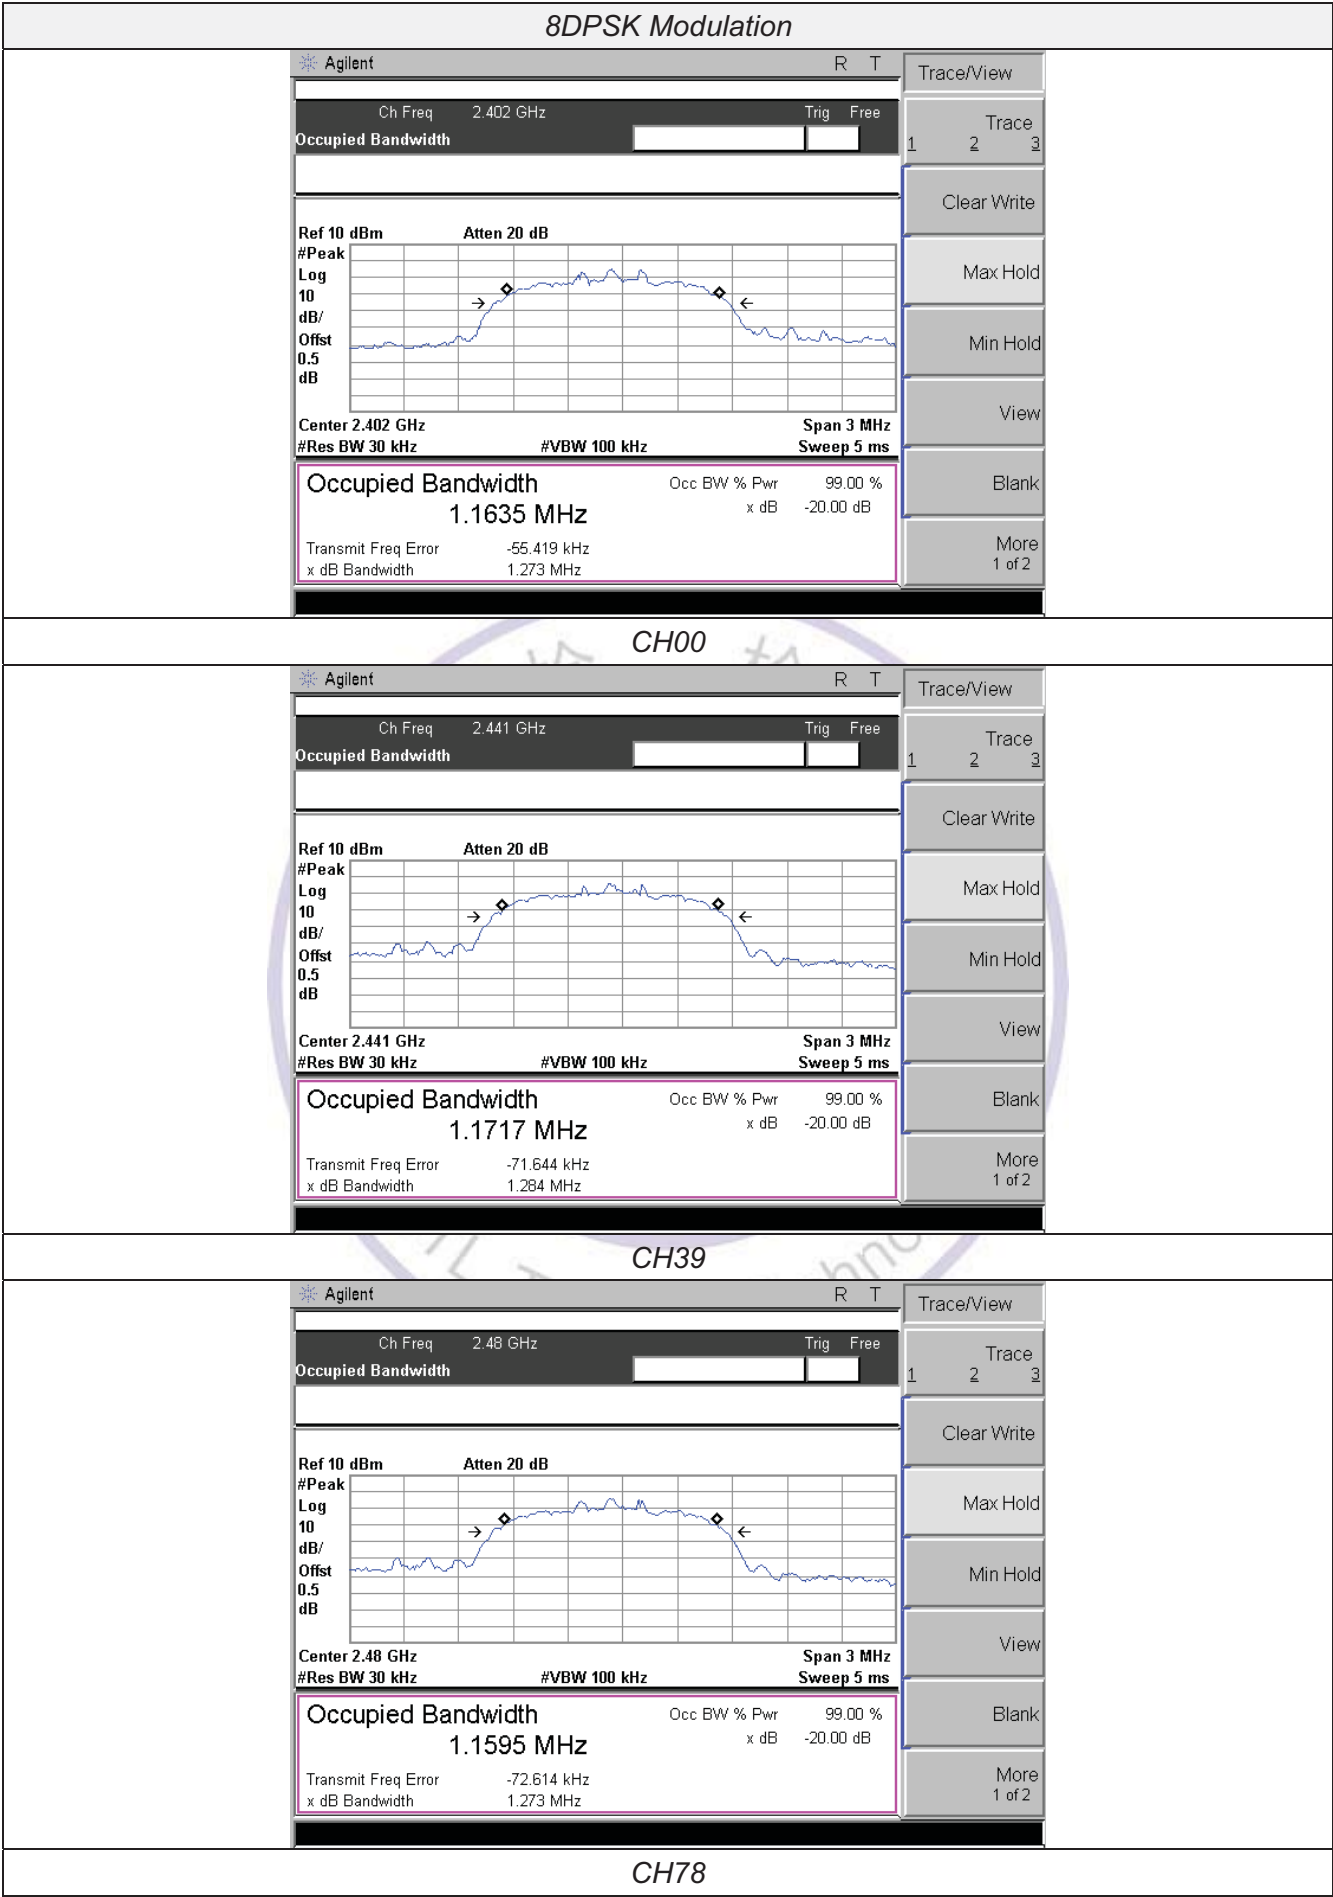 8DPSK Modulation
Agilent R T Trace/View
Ch Freq 2.402 GHz Trig Free
Occupied Bandwidth
Trace
1 2 3
Clear Write
Ref 10 dBm Atten 20 dB
#Peak
Log
10
dB/
Offst
0.5
dB
Max Hold
Min Hold
View
Center 2.402 GHz Span 3 MHz
#Res BW 30 kHz #VBW 100 kHz Sweep 5 ms
Occupied Bandwidth Occ BW % Pwr 99.00 %
1.1635 MHz x dB -20.00 dB
Blank
Transmit Freq Error -55.419 kHz
x dB Bandwidth 1.273 MHz
More
1 of 2
CH00
Agilent R T Trace/View
Ch Freq 2.441 GHz Trig Free
Occupied Bandwidth
Trace
1 2 3
Clear Write
Ref 10 dBm Atten 20 dB
#Peak
Log
10
dB/
Offst
0.5
dB
Max Hold
Min Hold
View
Center 2.441 GHz Span 3 MHz
#Res BW 30 kHz #VBW 100 kHz Sweep 5 ms
Occupied Bandwidth Occ BW % Pwr 99.00 %
1.1717 MHz x dB -20.00 dB
Blank
Transmit Freq Error -71.644 kHz
x dB Bandwidth 1.284 MHz
More
1 of 2
CH39
Agilent R T Trace/View
Ch Freq 2.48 GHz Trig Free
Occupied Bandwidth
Trace
1 2 3
Clear Write
Ref 10 dBm Atten 20 dB
#Peak
Log
10
dB/
Offst
0.5
dB
Max Hold
Min Hold
View
Center 2.48 GHz Span 3 MHz
#Res BW 30 kHz #VBW 100 kHz Sweep 5 ms
Occupied Bandwidth Occ BW % Pwr 99.00 %
1.1595 MHz x dB -20.00 dB
Blank
Transmit Freq Error -72.614 kHz
x dB Bandwidth 1.273 MHz
More
1 of 2
CH78